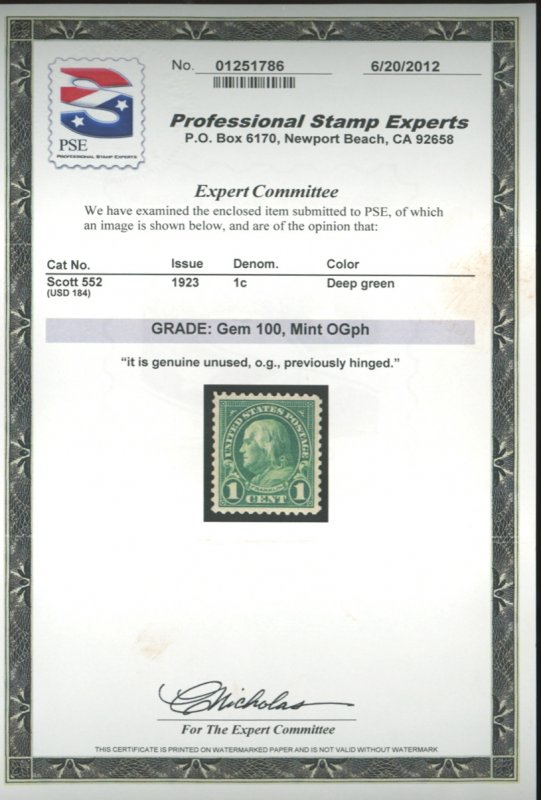 No. 01251786 6/20/2012
PSE
PROFESSIONAL STAMP EXPERTS
Professional Stamp Experts
P.O. Box 6170, Newport Beach, CA 92658
Expert Committee
We have examined the enclosed item submitted to PSE, of which
an image is shown below, and are of the opinion that:
Cat No. Issue Denom. Color
Scott 552 1923 1c Deep green
(USD 184)
GRADE: Gem 100, Mint OGph
“it is genuine unused, o.g., previously hinged.”
UNITED STATES POSTAGE
FRANKLIN
1 CENT 1
CNicholas
For The Expert Committee
THIS CERTIFICATE IS PRINTED ON WATERMARKED PAPER AND IS NOT VALID WITHOUT WATERMARK